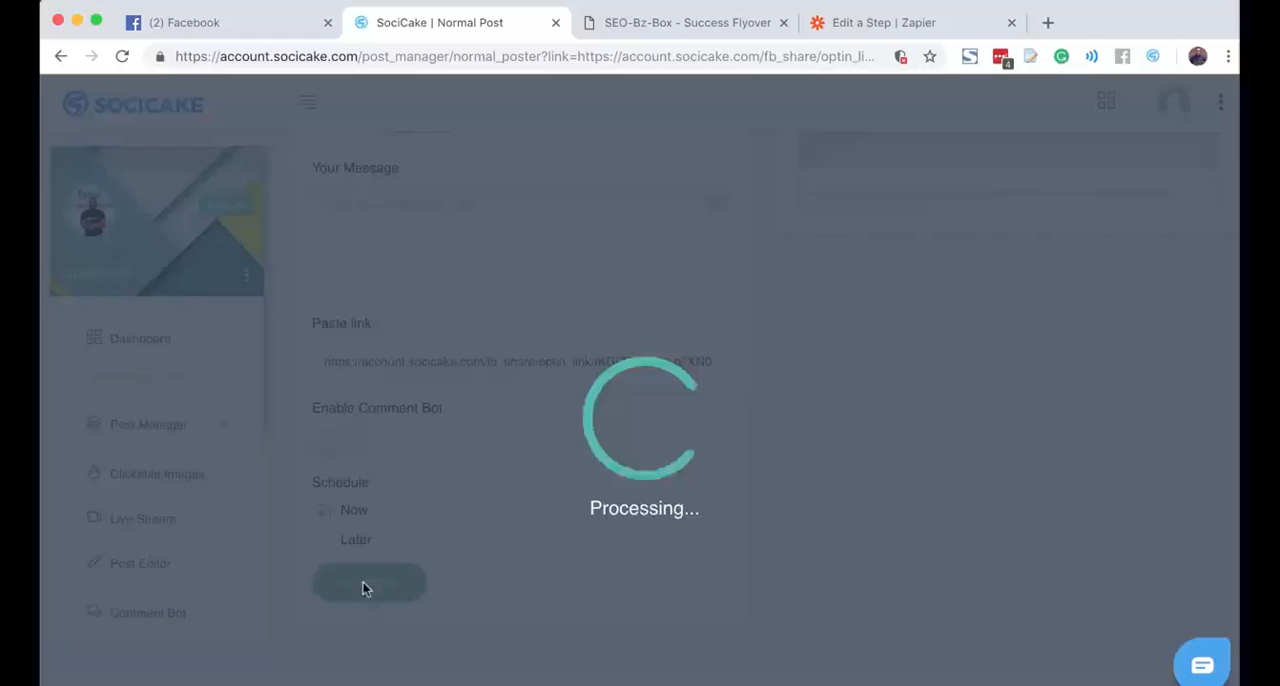 (2) Facebook
SociCake | Normal Post
SEO-Bz-Box - Success Flyover
Edit a Step | Zapier
https://account.socicake.com/post_manager/normal_poster?link=https://account.socicake.com/fb_share/optin_li...
4
SOCICAKE
Your Message
Paste link
Enable Comment Bot
Schedule
Now
Later
Processing...
Dashboard
Post Manager
Clickable Images
Live Stream
Post Editor
Comment Bot